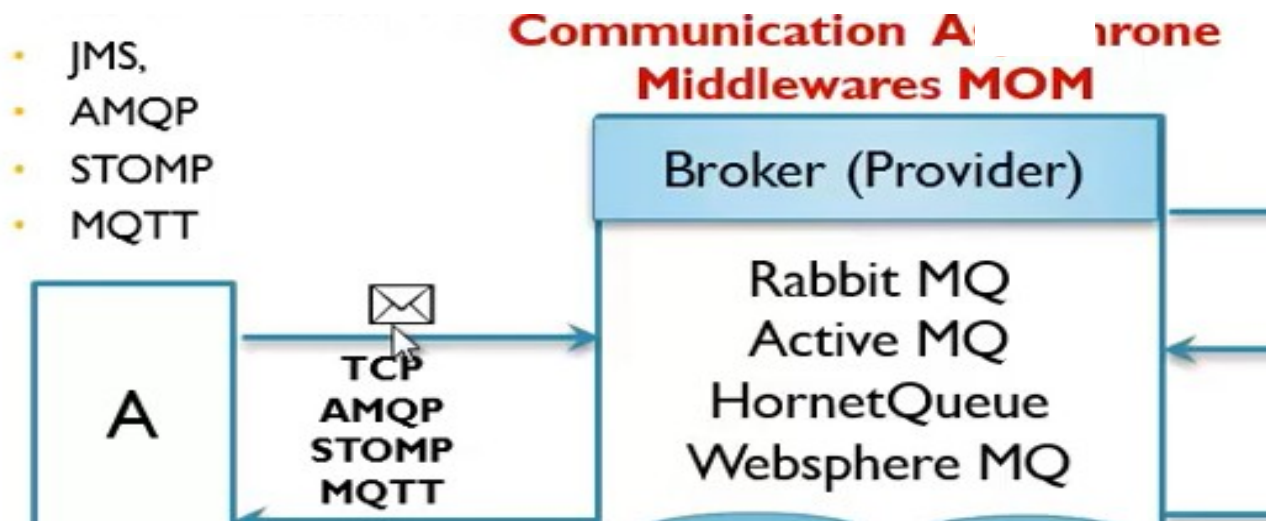 Communication
Middlewares MOM
JMS,
AMQP
STOMP
MQTT
Broker (Provider)
Rabbit MQ
Active MQ
HornetQueue
Websphere MQ
A
TCP
AMQP
STOMP
MQTT